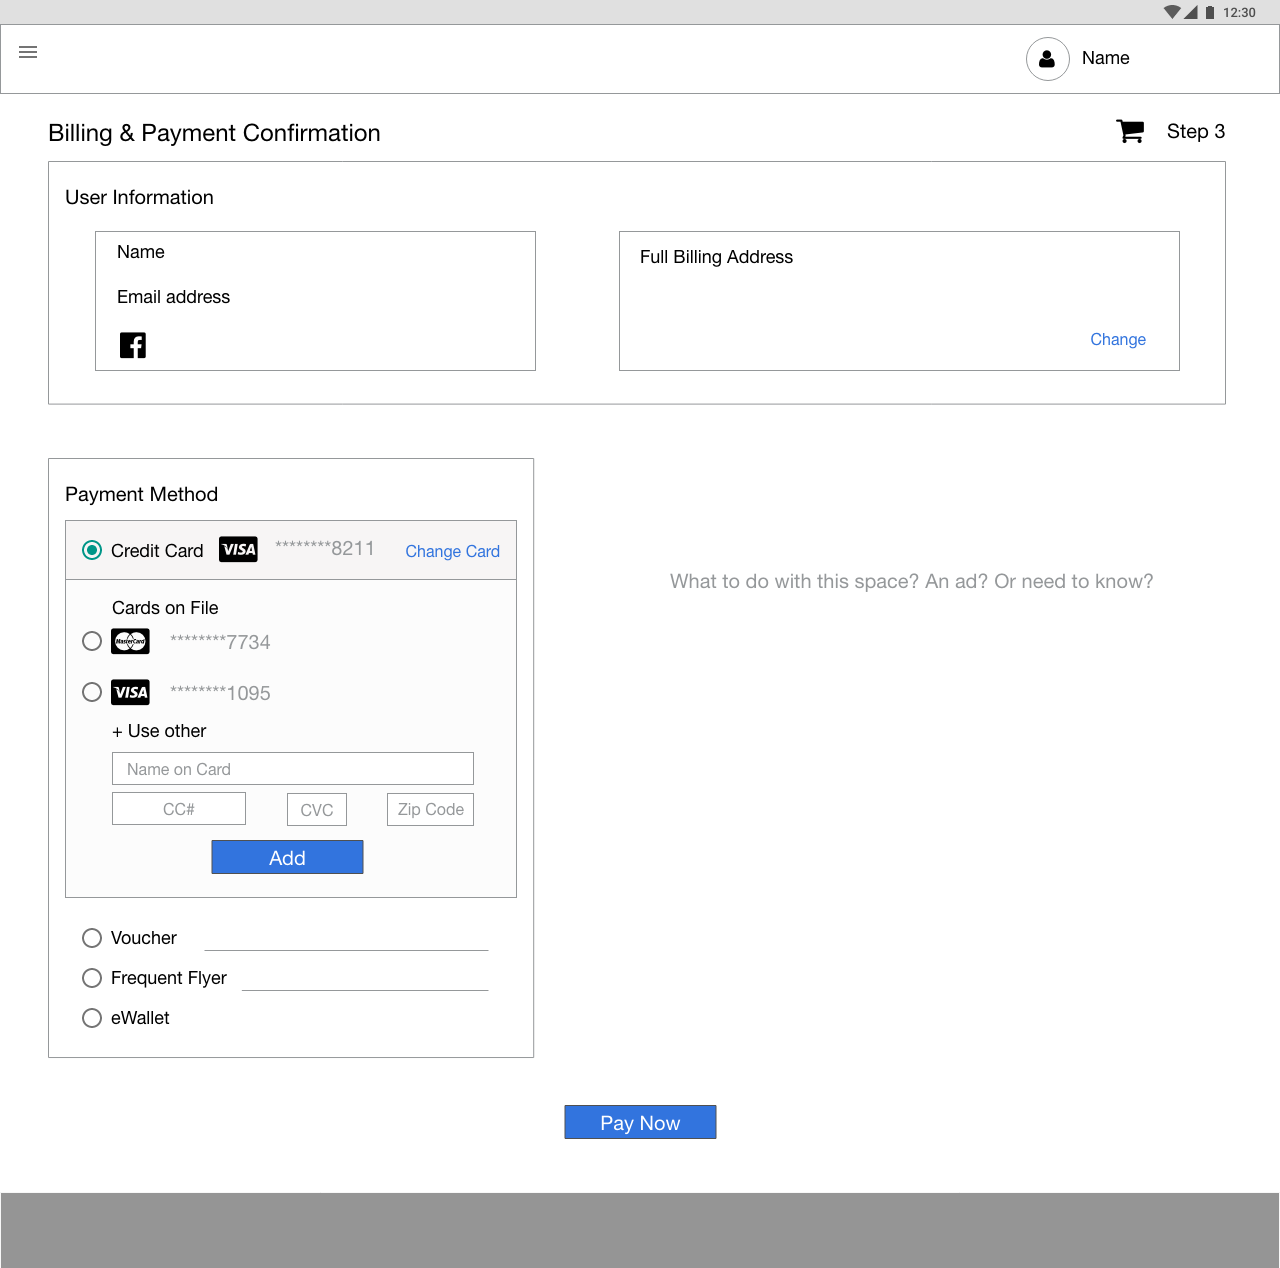 12:30
Name
Billing & Payment Confirmation
Step 3
User Information
Name
Email address
Full Billing Address
Change
Payment Method
Credit Card VISA ********8211 Change Card
Cards on File
MasterCard ********7734
VISA ********1095
+ Use other
Name on Card
CC# CVC Zip Code
Add
Voucher
Frequent Flyer
eWallet
What to do with this space? An ad? Or need to know?
Pay Now